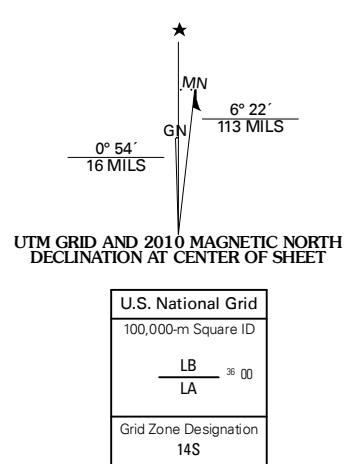 ★
MN
6° 22´
113 MILS
GN
0° 54´
16 MILS
UTM GRID AND 2010 MAGNETIC NORTH
DECLINATION AT CENTER OF SHEET
U.S. National Grid
100,000-m Square ID
LB
36 00
LA
Grid Zone Designation
14S